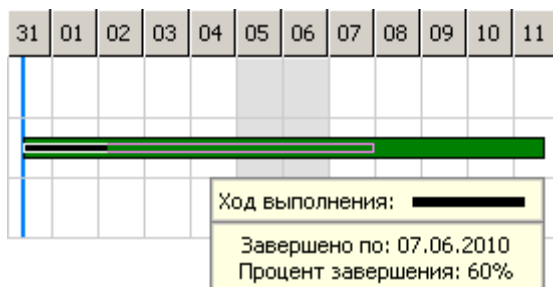 31 01 02 03 04 05 06 07 08 09 10 11
Ход выполнения:
Завершено по: 07.06.2010
Процент завершения: 60%